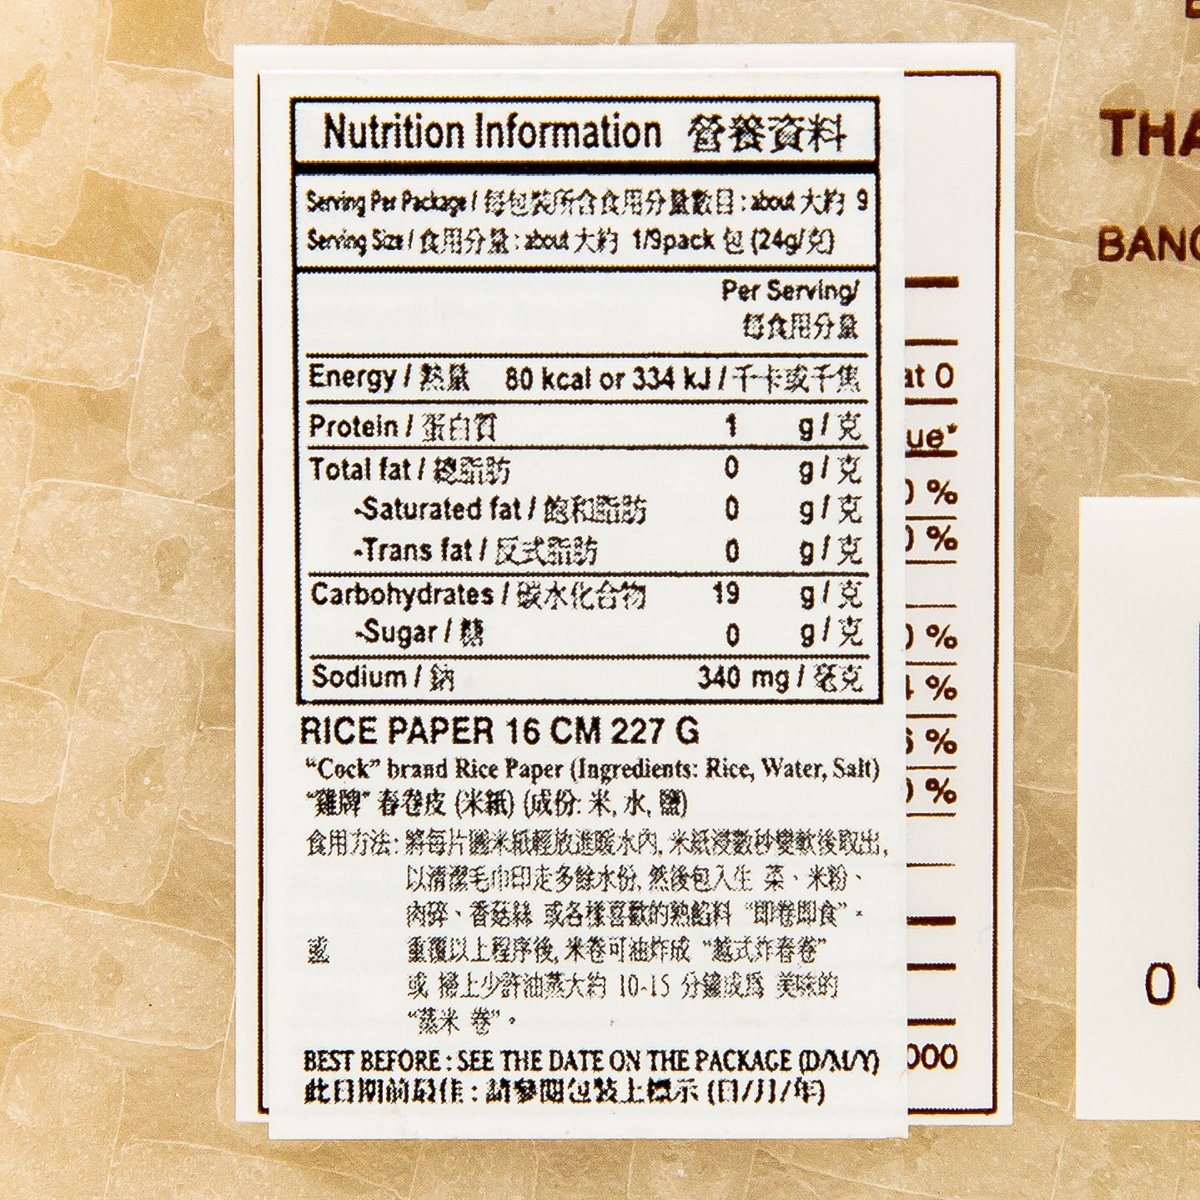 Nutrition Information 營養資料
Serving Per Package / 每包裝所含食用分量數目 : about 大約 9
Serving Size / 食用分量 : about 大約 1/9pack 包 (24g/克)
Per Serving/
每食用分量
Energy / 熱量 80 kcal or 334 kJ / 千卡或千焦
Protein / 蛋白質 1 g / 克
Total fat / 總脂肪 0 g / 克
-Saturated fat / 飽和脂肪 0 g / 克
-Trans fat / 反式脂肪 0 g / 克
Carbohydrates / 碳水化合物 19 g / 克
-Sugar / 糖 0 g / 克
Sodium / 鈉 340 mg / 毫克
RICE PAPER 16 CM 227 G
“Cock” brand Rice Paper (Ingredients: Rice, Water, Salt)
“雞牌” 春卷皮 (米紙) (成份: 米, 水, 鹽)
食用方法: 將每片 米紙輕放進暖水內, 米紙浸數秒變軟後取出,
以清潔毛巾印走多餘水份, 然後包入生 菜、米粉、
肉碎、香菇絲 或各樣喜歡的熟餡料 “即卷即食”。
或 重覆以上程序後, 米卷可油炸成 “越式炸春卷”
或 掃上少許油蒸大約 10-15 分鐘成為 美味的
“蒸米 卷”。
BEST BEFORE : SEE THE DATE ON THE PACKAGE (D/M/Y)
此日期前最佳 : 請參閱包裝上標示 (日/月/年)
at 0
ue*
0 %
%
0 %
4 %
6 %
%
000
THA
BANG
0